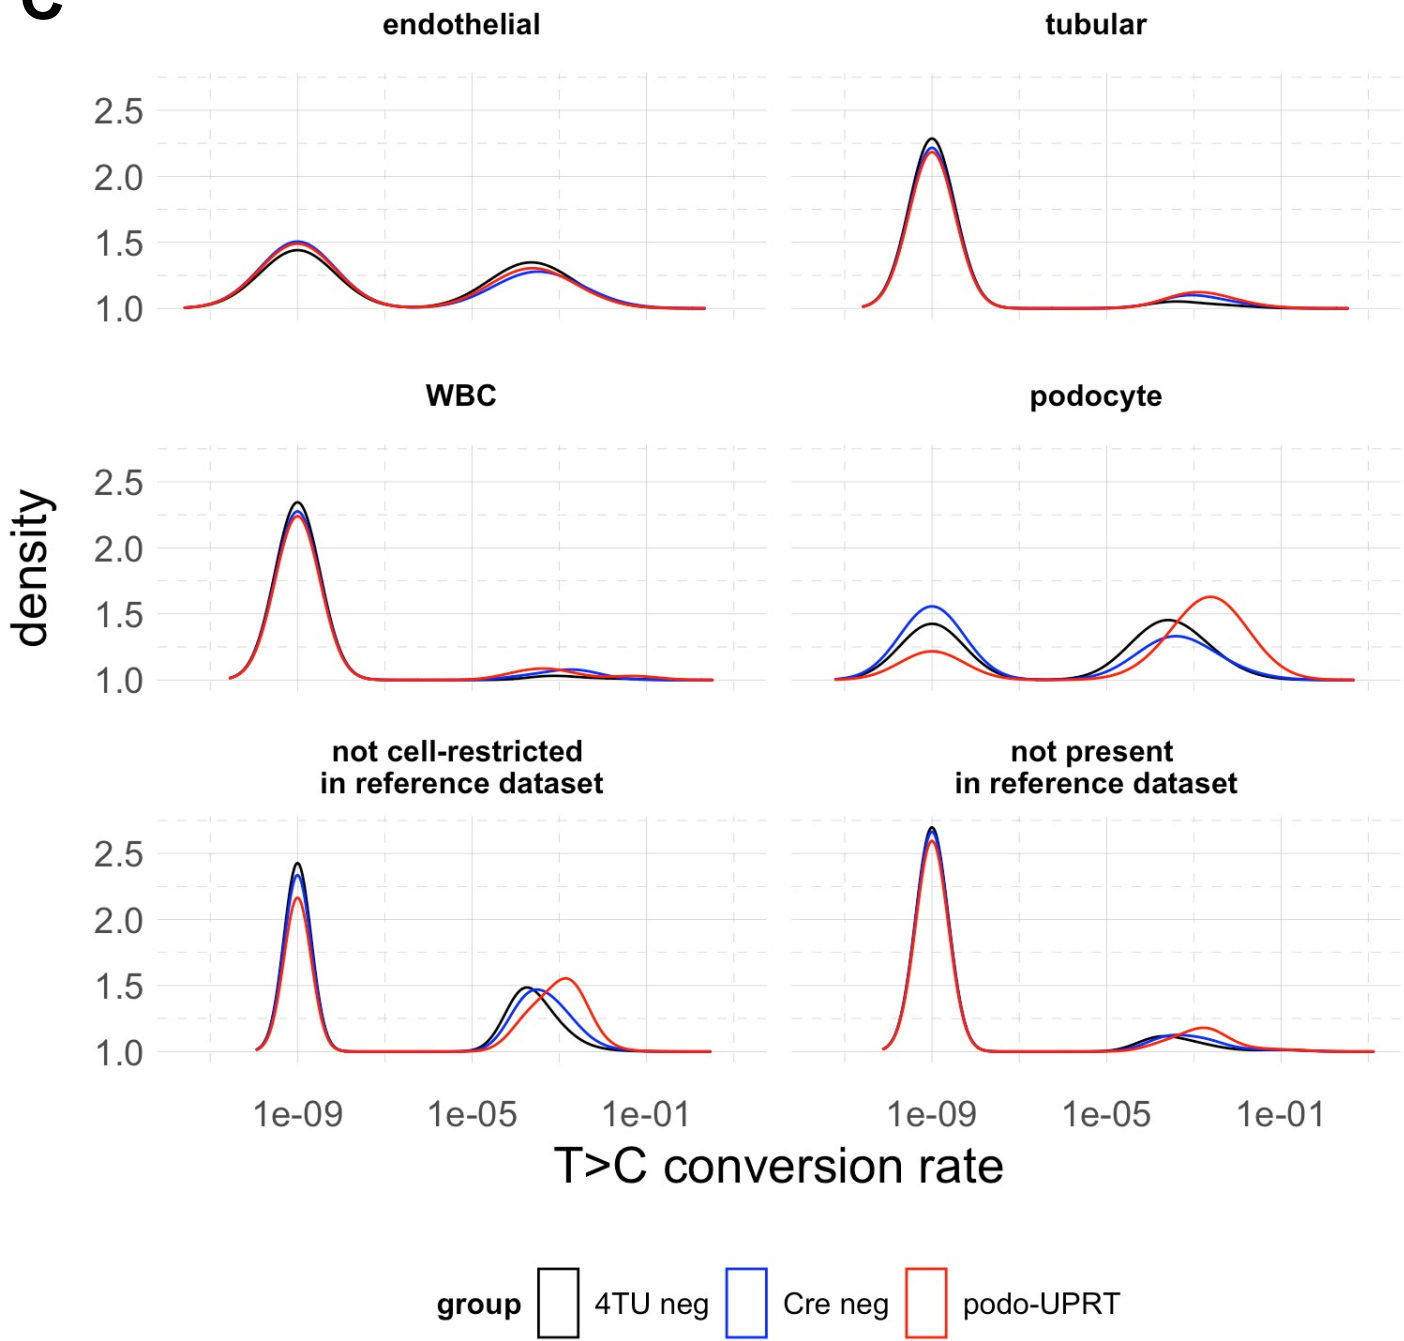 C
endothelial
tubular
2.5
2.0
1.5
1.0
WBC
podocyte
2.5
2.0
1.5
1.0
density
not cell-restricted
in reference dataset
not present
in reference dataset
2.5
2.0
1.5
1.0
1e-09 1e-05 1e-01
1e-09 1e-05 1e-01
T>C conversion rate
group 4TU neg Cre neg podo-UPRT